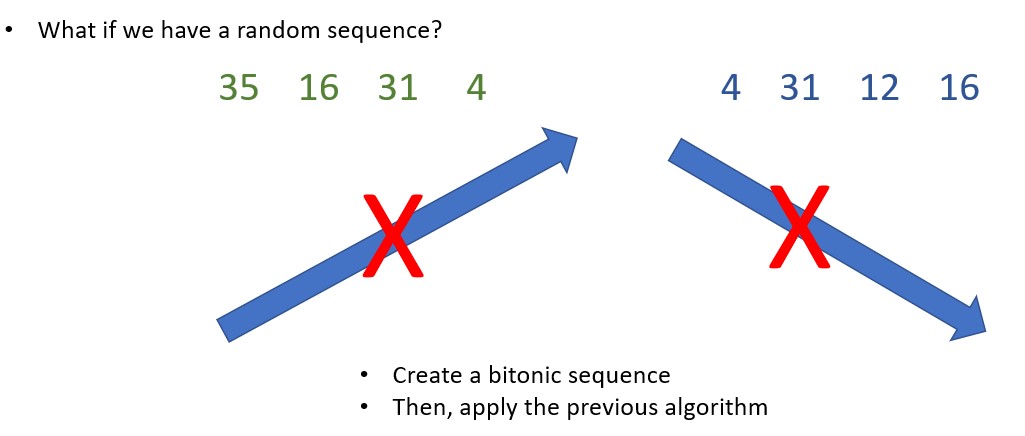 • What if we have a random sequence?
35 16 31 4 4 31 12 16
X X
• Create a bitonic sequence
• Then, apply the previous algorithm